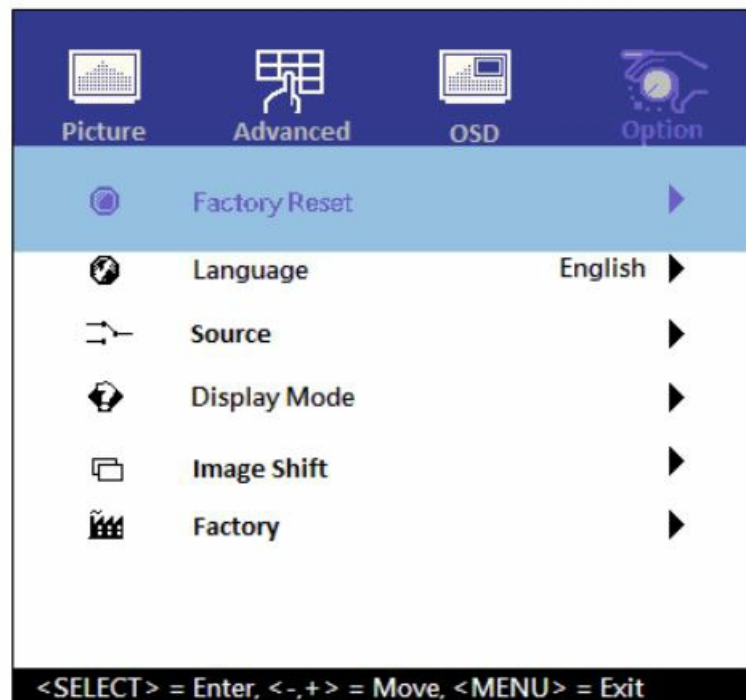 Picture Advanced OSD Option
Factory Reset
Language English
Source
Display Mode
Image Shift
Factory
<SELECT> = Enter, <-,+> = Move, <MENU> = Exit